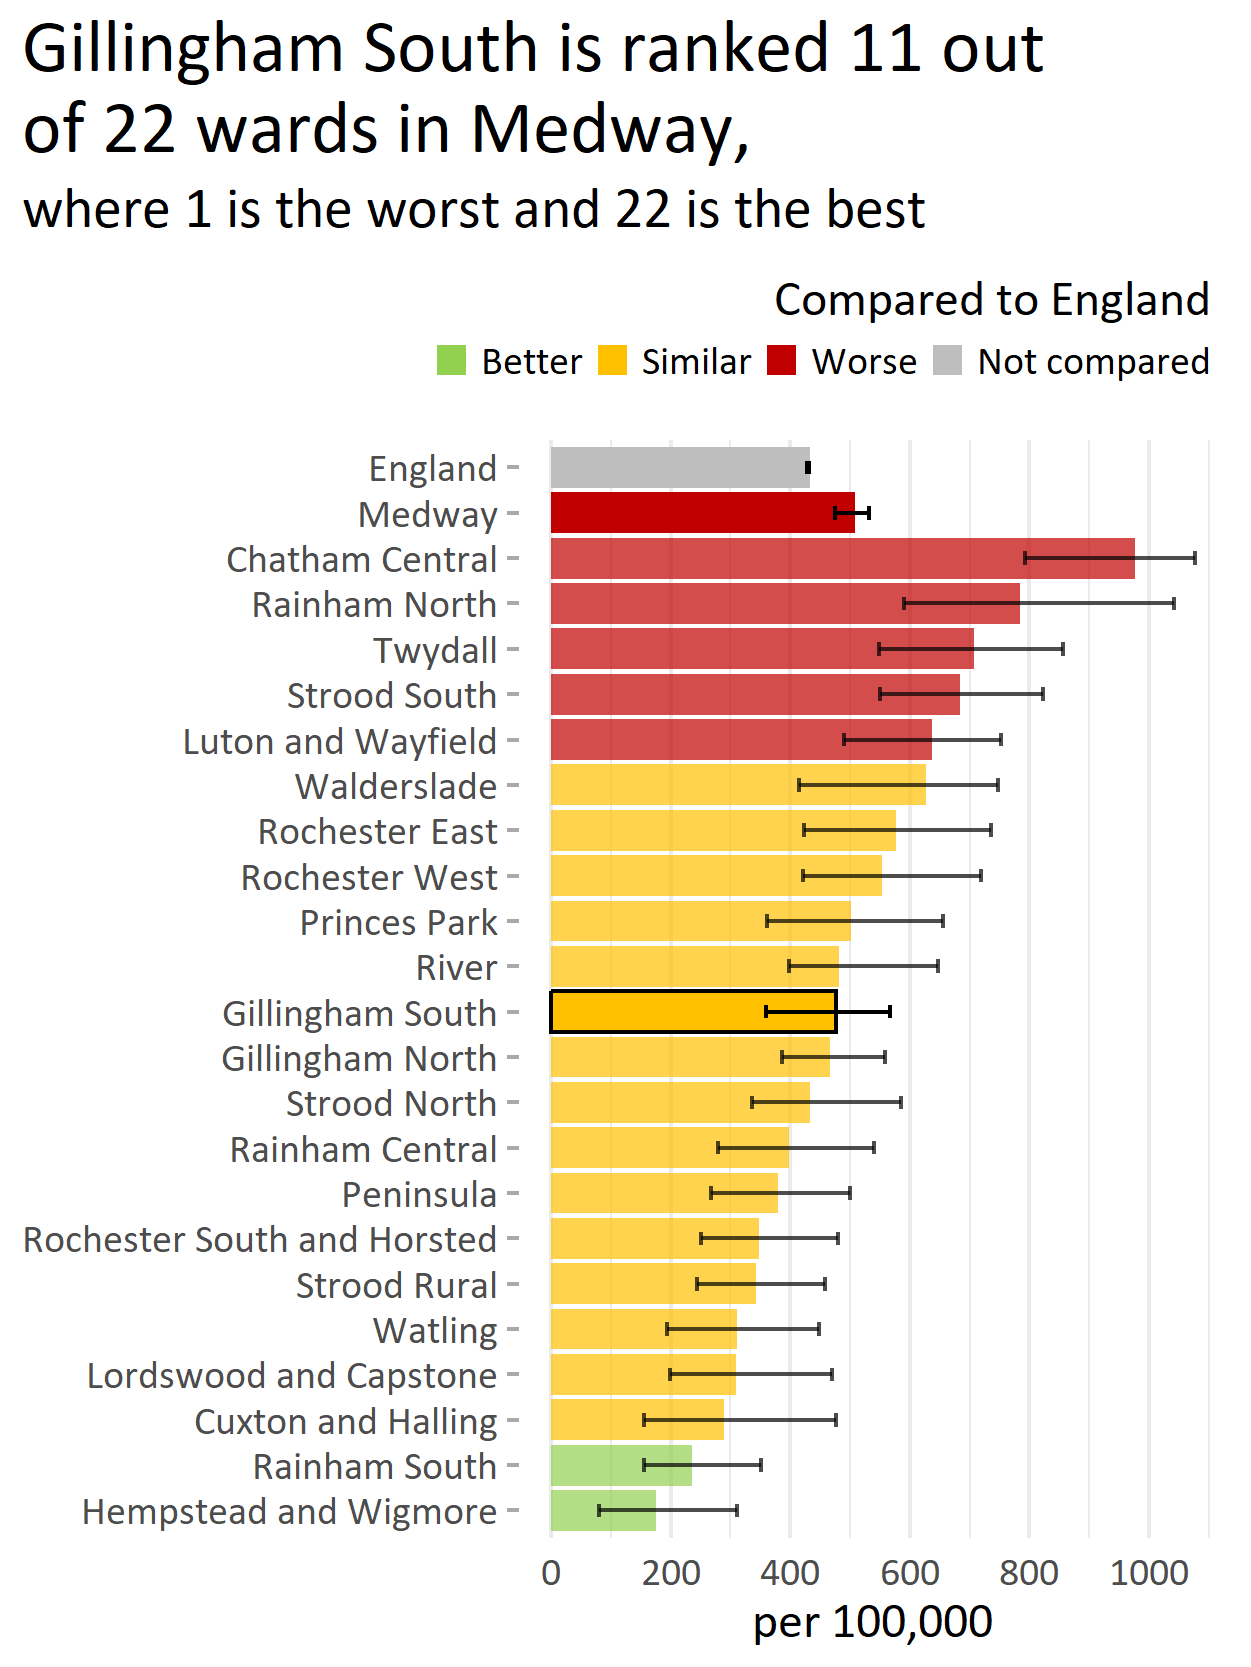 Gillingham South is ranked 11 out
of 22 wards in Medway,
where 1 is the worst and 22 is the best
Compared to England
Better Similar Worse Not compared
England
Medway
Chatham Central
Rainham North
Twydall
Strood South
Luton and Wayfield
Walderslade
Rochester East
Rochester West
Princes Park
River
Gillingham South
Gillingham North
Strood North
Rainham Central
Peninsula
Rochester South and Horsted
Strood Rural
Watling
Lordswood and Capstone
Cuxton and Halling
Rainham South
Hempstead and Wigmore
0 200 400 600 800 1000
per 100,000